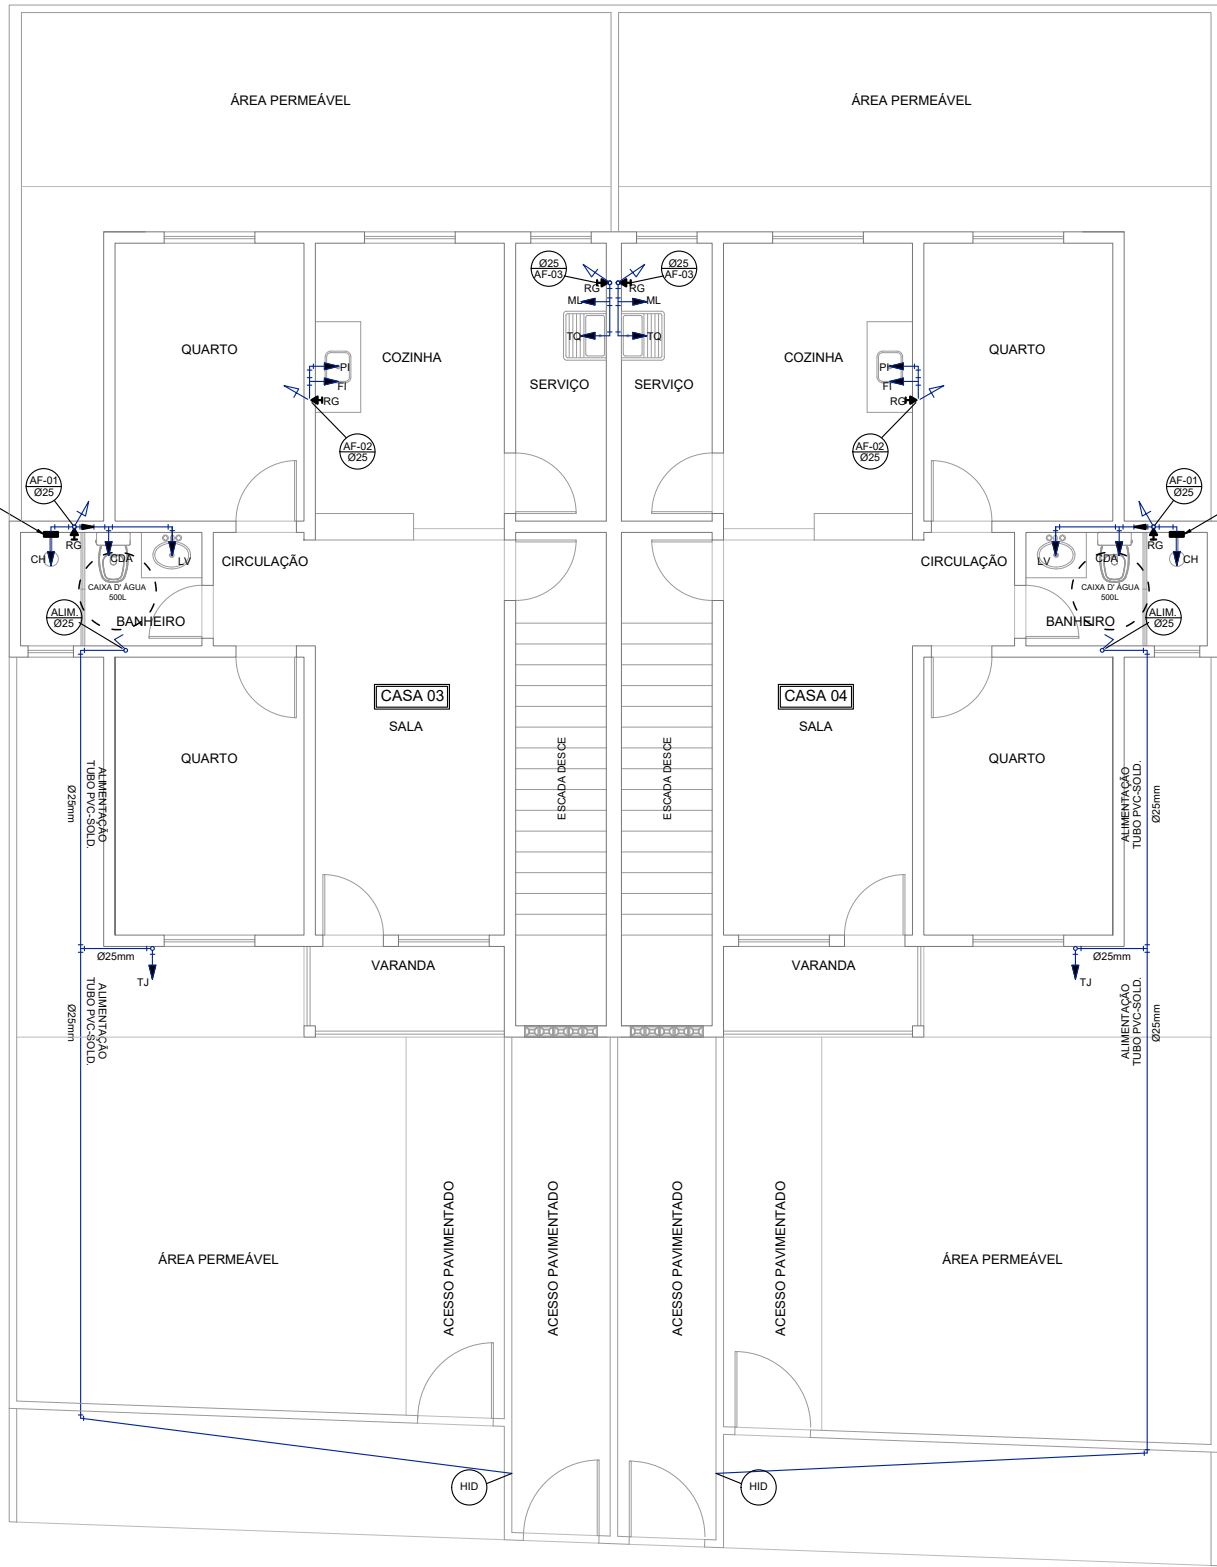 ÁREA PERMEÁVEL
ÁREA PERMEÁVEL
Ø25
AF-03
Ø25
AF-03
RG
RG
ML
ML
TQ
TQ
QUARTO
COZINHA
SERVIÇO
SERVIÇO
COZINHA
QUARTO
PI
FI
RG
PI
FI
RG
AF-02
Ø25
AF-02
Ø25
AF-01
Ø25
AF-01
Ø25
RG
CH
CDA
LV
CIRCULAÇÃO
CIRCULAÇÃO
LV
CDA
RG
CH
CAIXA D' ÁGUA
500L
CAIXA D' ÁGUA
500L
ALIM.
Ø25
BANHEIRO
BANHEIRO
ALIM.
Ø25
CASA 03
SALA
CASA 04
SALA
QUARTO
QUARTO
ESCADA DESCE
ESCADA DESCE
ALIMENTAÇÃO
TUBO PVC-SOLD.
Ø25mm
ALIMENTAÇÃO
TUBO PVC-SOLD.
Ø25mm
Ø25mm
TJ
VARANDA
VARANDA
Ø25mm
TJ
ALIMENTAÇÃO
TUBO PVC-SOLD.
Ø25mm
ALIMENTAÇÃO
TUBO PVC-SOLD.
Ø25mm
ÁREA PERMEÁVEL
ACESSO PAVIMENTADO
ACESSO PAVIMENTADO
ACESSO PAVIMENTADO
ACESSO PAVIMENTADO
ÁREA PERMEÁVEL
HID
HID